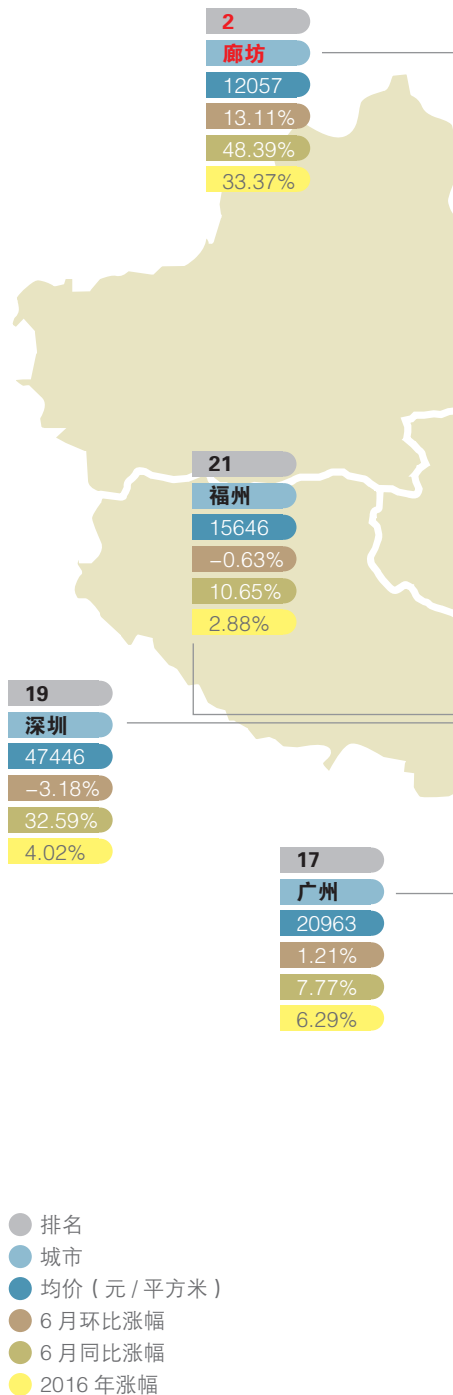 2
廊坊
12057
13.11%
48.39%
33.37%
21
福州
15646
−0.63%
10.65%
2.88%
19
深圳
47446
−3.18%
32.59%
4.02%
17
广州
20963
1.21%
7.77%
6.29%
排名
城市
均价(元/平方米)
6月环比涨幅
6月同比涨幅
2016年涨幅